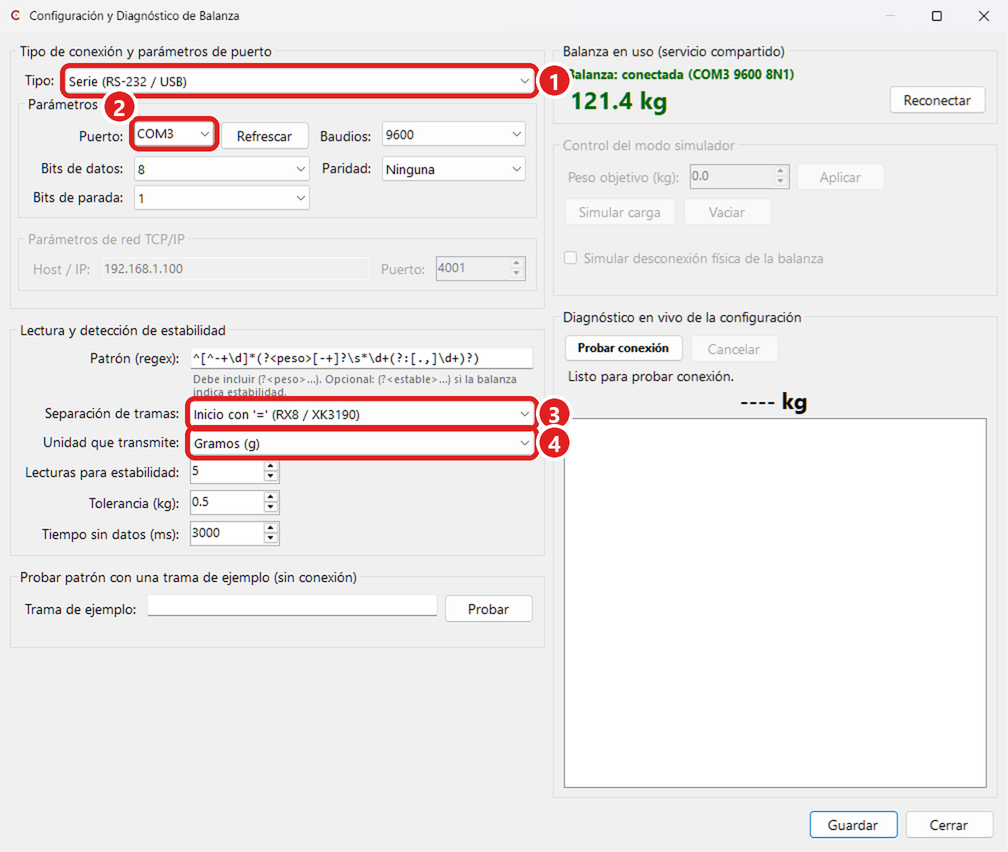 Configuración y Diagnóstico de Balanza
Tipo de conexión y parámetros de puerto
Tipo: Serie (RS-232 / USB) 1
Parámetros 2
Puerto: COM3 Refrescar Baudios: 9600
Bits de datos: 8 Paridad: Ninguna
Bits de parada: 1
Parámetros de red TCP/IP
Host / IP: 192.168.1.100 Puerto: 4001
Lectura y detección de estabilidad
Patrón (regex): ^[^-+\d]*(?<peso>[-+]?\s*\d+(?:[.,]\d+)?)
Debe incluir (?<peso>...). Opcional: (?<estable>...) si la balanza
indica estabilidad.
Separación de tramas: Inicio con '=' (RX8 / XK3190) 3
Unidad que transmite: Gramos (g) 4
Lecturas para estabilidad: 5
Tolerancia (kg): 0.5
Tiempo sin datos (ms): 3000
Probar patrón con una trama de ejemplo (sin conexión)
Trama de ejemplo: Probar
Balanza en uso (servicio compartido)
Balanza: conectada (COM3 9600 8N1)
121.4 kg Reconectar
Control del modo simulador
Peso objetivo (kg): 0.0 Aplicar
Simular carga Vaciar
Simular desconexión física de la balanza
Diagnóstico en vivo de la configuración
Probar conexión Cancelar
Listo para probar conexión.
---- kg
Guardar Cerrar